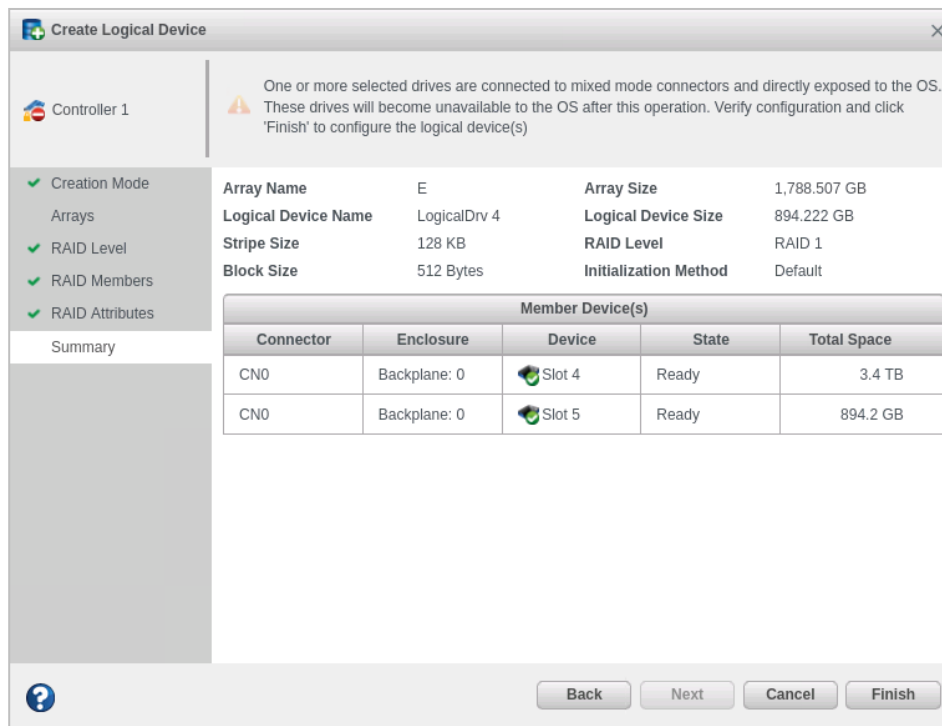 Create Logical Device
Controller 1
One or more selected drives are connected to mixed mode connectors and directly exposed to the OS.
These drives will become unavailable to the OS after this operation. Verify configuration and click
'Finish' to configure the logical device(s)
Creation Mode
Arrays
RAID Level
RAID Members
RAID Attributes
Summary
Array Name E Array Size 1,788.507 GB
Logical Device Name LogicalDrv 4 Logical Device Size 894.222 GB
Stripe Size 128 KB RAID Level RAID 1
Block Size 512 Bytes Initialization Method Default
Member Device(s)
Connector Enclosure Device State Total Space
CN0 Backplane: 0 Slot 4 Ready 3.4 TB
CN0 Backplane: 0 Slot 5 Ready 894.2 GB
? Back Next Cancel Finish